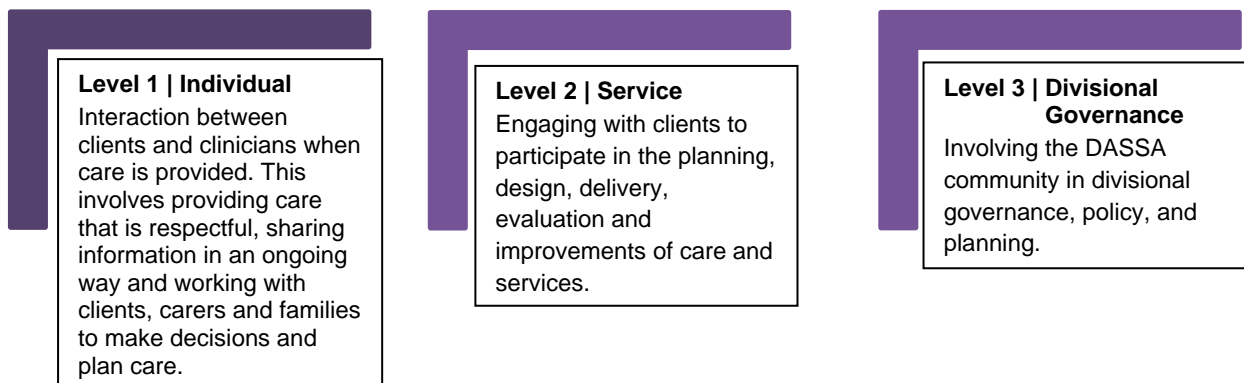 Level 1 | Individual
Interaction between
clients and clinicians when
care is provided. This
involves providing care
that is respectful, sharing
information in an ongoing
way and working with
clients, carers and families
to make decisions and
plan care.
Level 2 | Service
Engaging with clients to
participate in the planning,
design, delivery,
evaluation and
improvements of care and
services.
Level 3 | Divisional
Governance
Involving the DASSA
community in divisional
governance, policy, and
planning.